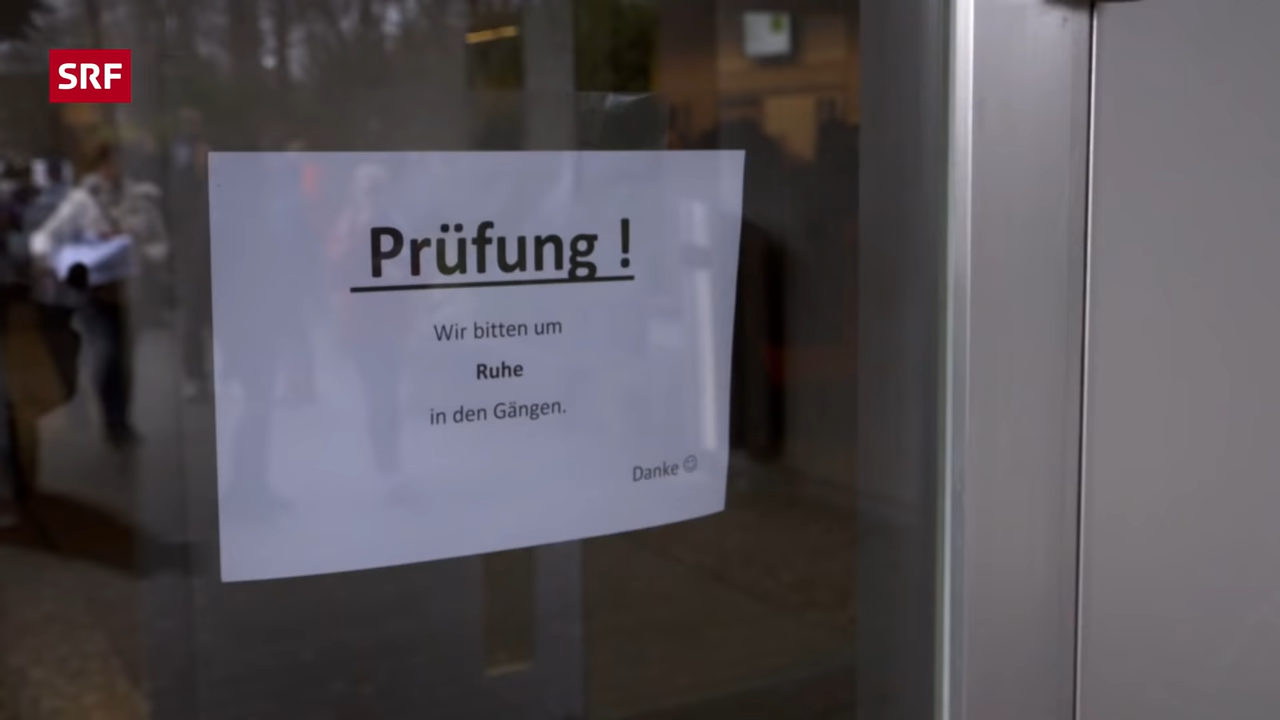 SRF
Prüfung !
Wir bitten um
Ruhe
in den Gängen.
Danke ☺